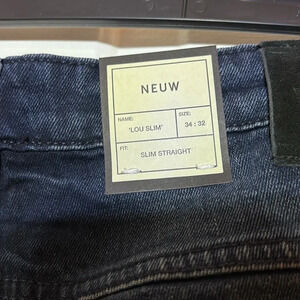 NEUW
NAME:
'LOU SLIM'
SIZE:
34 : 32
FIT:
SLIM STRAIGHT